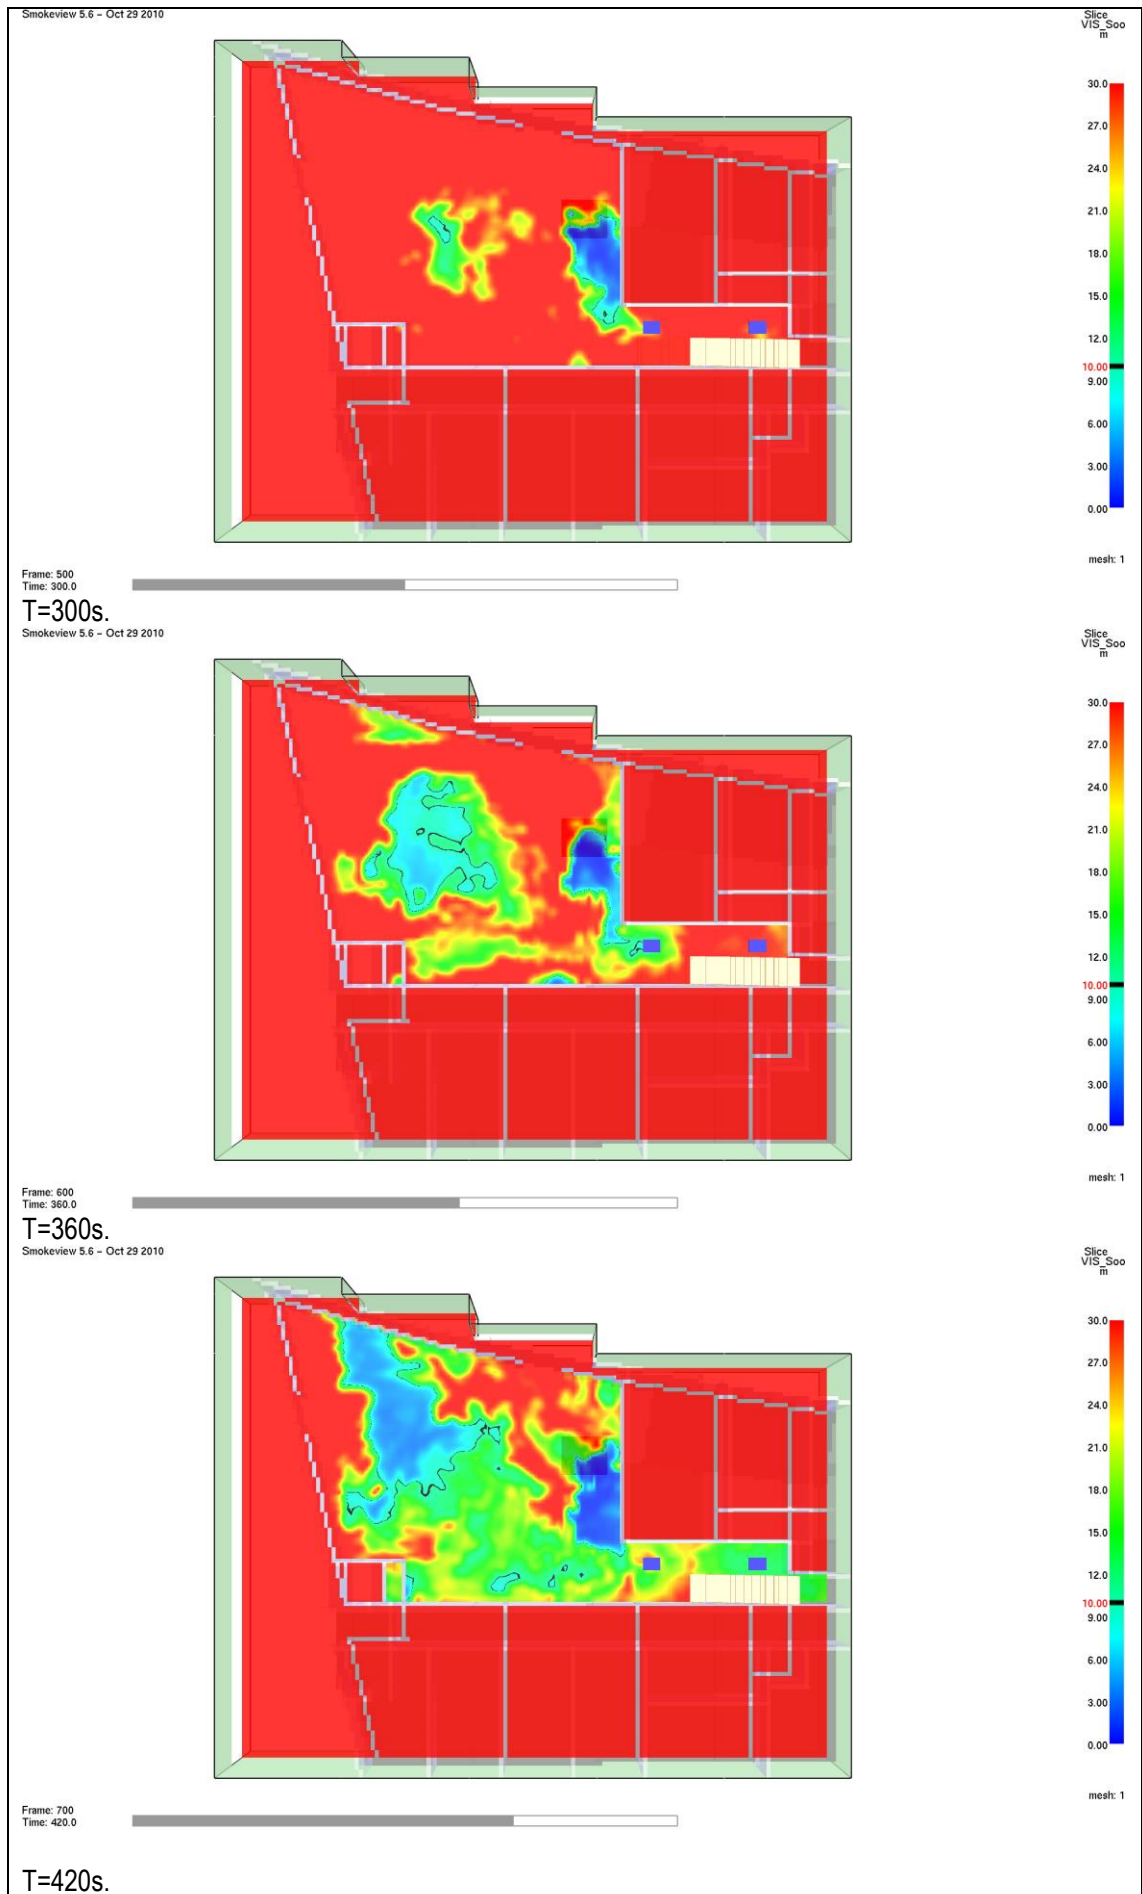 Smokeview 5.6 – Oct 29 2010
Slice
VIS_Soo
m
30.0
27.0
24.0
21.0
18.0
15.0
12.0
10.00
9.00
6.00
3.00
0.00
mesh: 1
Frame: 500
Time: 300.0
T=300s.
Smokeview 5.6 – Oct 29 2010
Slice
VIS_Soo
m
30.0
27.0
24.0
21.0
18.0
15.0
12.0
10.00
9.00
6.00
3.00
0.00
mesh: 1
Frame: 600
Time: 360.0
T=360s.
Smokeview 5.6 – Oct 29 2010
Slice
VIS_Soo
m
30.0
27.0
24.0
21.0
18.0
15.0
12.0
10.00
9.00
6.00
3.00
0.00
mesh: 1
Frame: 700
Time: 420.0
T=420s.